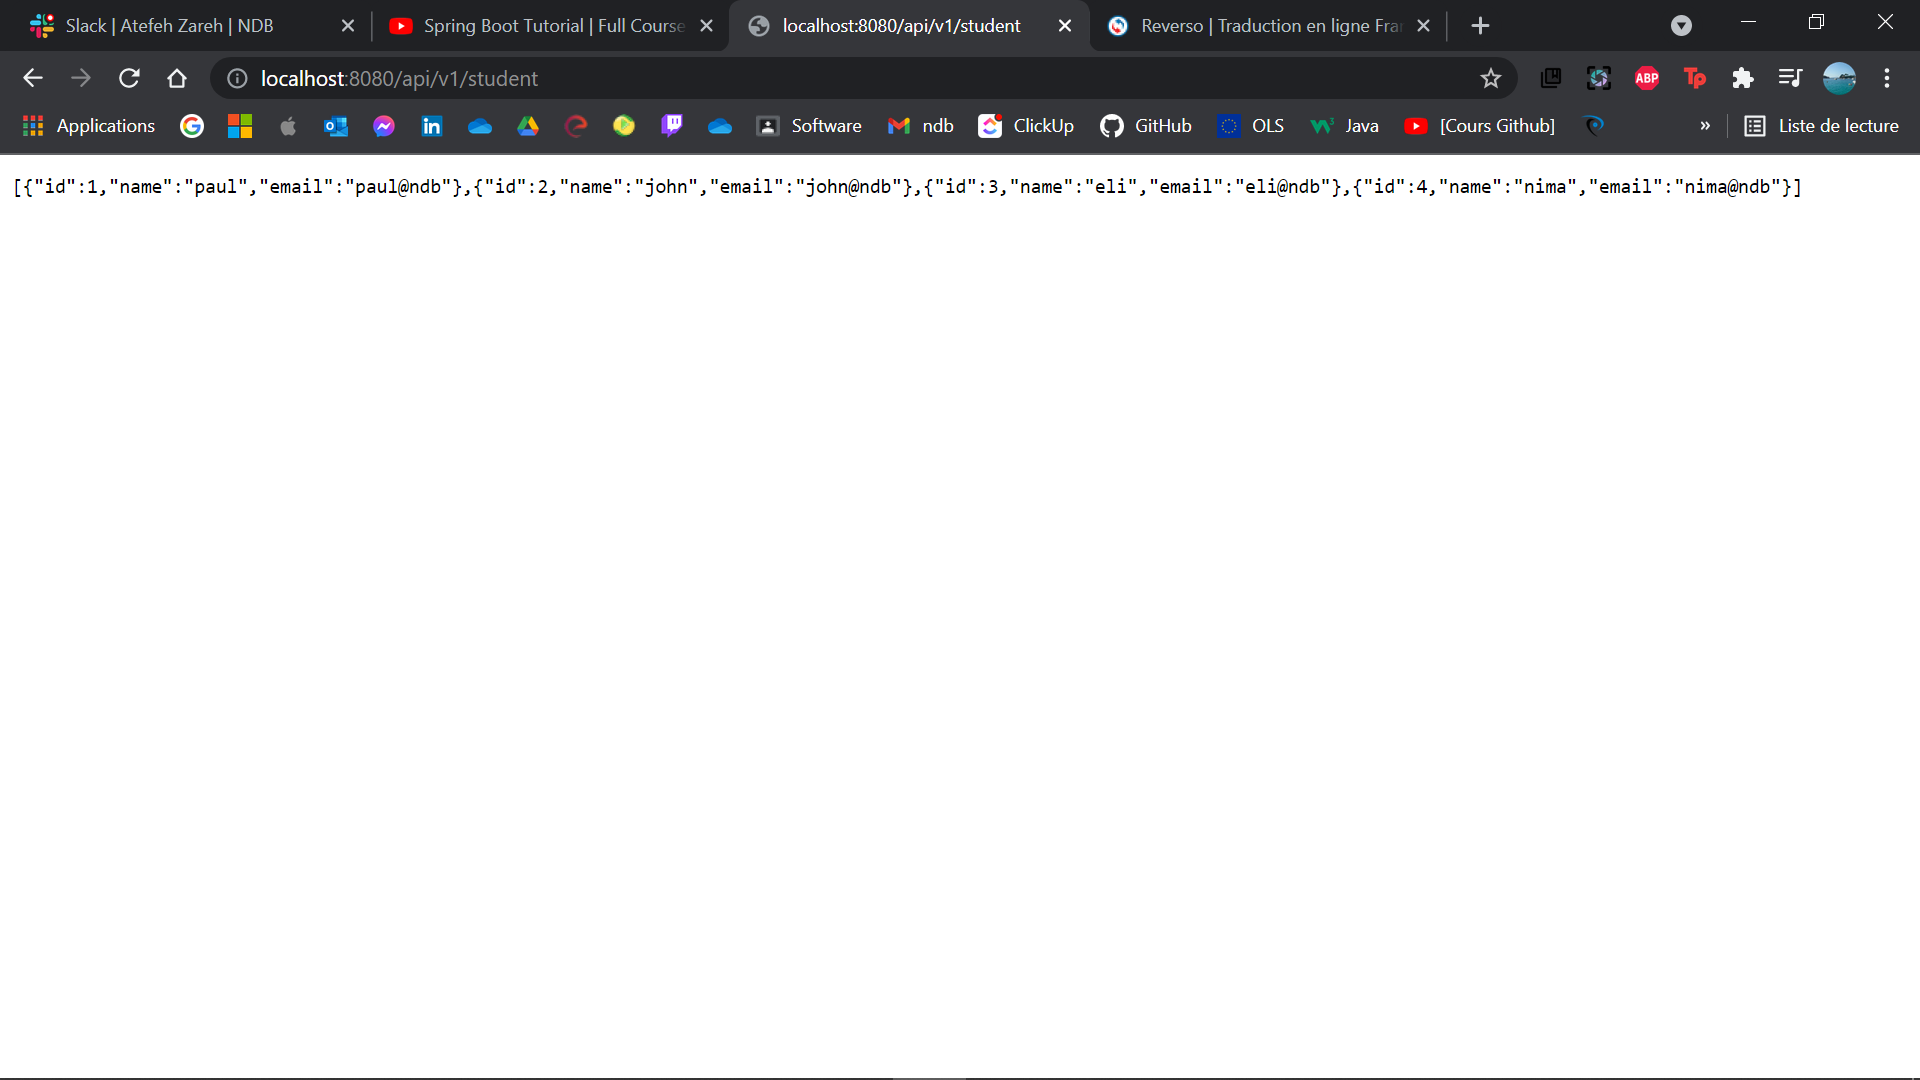 Slack | Atefeh Zareh | NDB
Spring Boot Tutorial | Full Course
localhost:8080/api/v1/student
Reverso | Traduction en ligne Fran
localhost:8080/api/v1/student
ABP
Tp
Applications
Software
ndb
ClickUp
GitHub
OLS
Java
[Cours Github]
»
Liste de lecture
[{"id":1,"name":"paul","email":"paul@ndb"},{"id":2,"name":"john","email":"john@ndb"},{"id":3,"name":"eli","email":"eli@ndb"},{"id":4,"name":"nima","email":"nima@ndb"}]